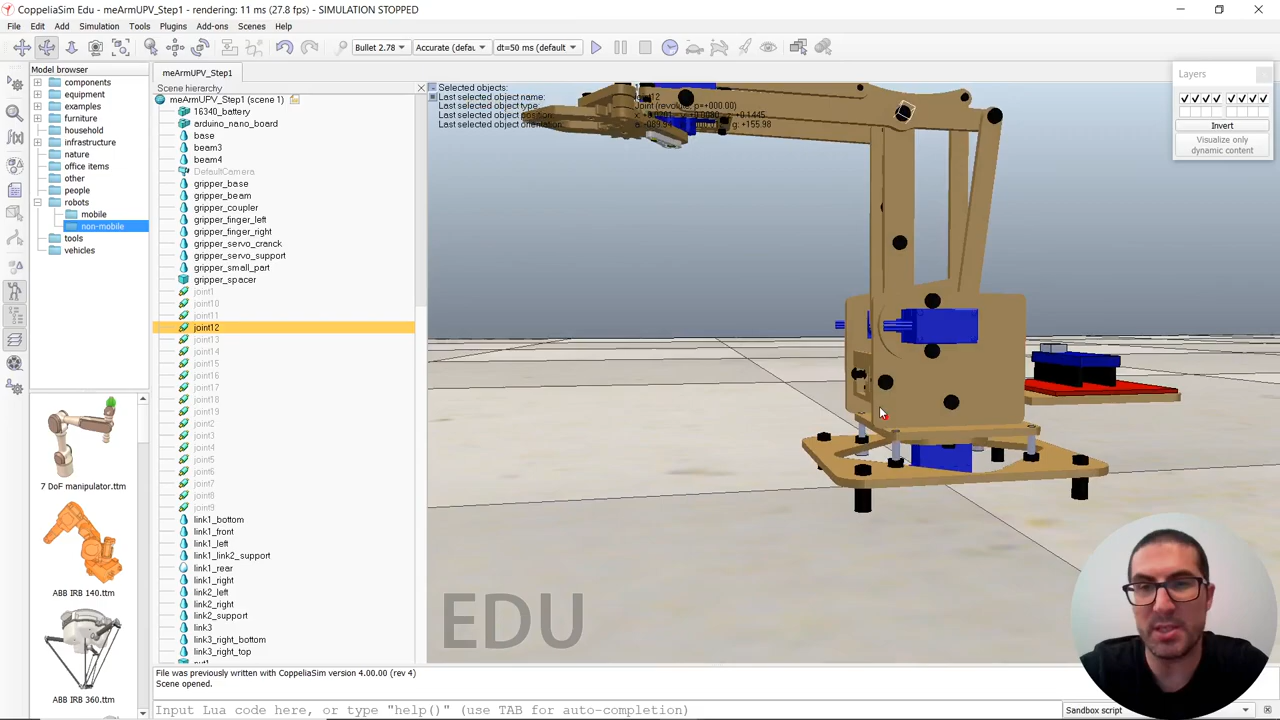 CoppeliaSim Edu - meArmUPV_Step1 - rendering: 11 ms (27.8 fps) - SIMULATION STOPPED
File Edit Add Simulation Tools Plugins Add-ons Scenes Help
Bullet 2.78
Accurate (defau
dt=50 ms (default)
Model browser
components
equipment
examples
furniture
household
infrastructure
nature
office items
other
people
robots
mobile
non-mobile
tools
vehicles
7 DoF manipulator.ttm
ABB IRB 140.ttm
ABB IRB 360.ttm
meArmUPV_Step1
Scene hierarchy
meArmUPV_Step1 (scene 1)
16340_battery
arduino_nano_board
base
beam3
beam4
DefaultCamera
gripper_base
gripper_beam
gripper_coupler
gripper_finger_left
gripper_finger_right
gripper_servo_cranck
gripper_servo_support
gripper_small_part
gripper_spacer
joint1
joint10
joint11
joint12
joint13
joint14
joint15
joint16
joint17
joint18
joint19
joint2
joint3
joint4
joint5
joint6
joint7
joint8
joint9
link1_bottom
link1_front
link1_left
link1_link2_support
link1_rear
link1_right
link2_left
link2_right
link2_support
link3
link3_right_bottom
link3_right_top
Selected objects:
Last selected object name:
Last selected object type: Joint (revolute, p=+000.00)
Last selected object position:
Last selected object orientation:
Layers
Invert
Visualize only
dynamic content
EDU
File was previously written with CoppeliaSim version 4.00.00 (rev 4)
Scene opened.
Input Lua code here, or type "help()" (use TAB for auto-completion)
Sandbox script